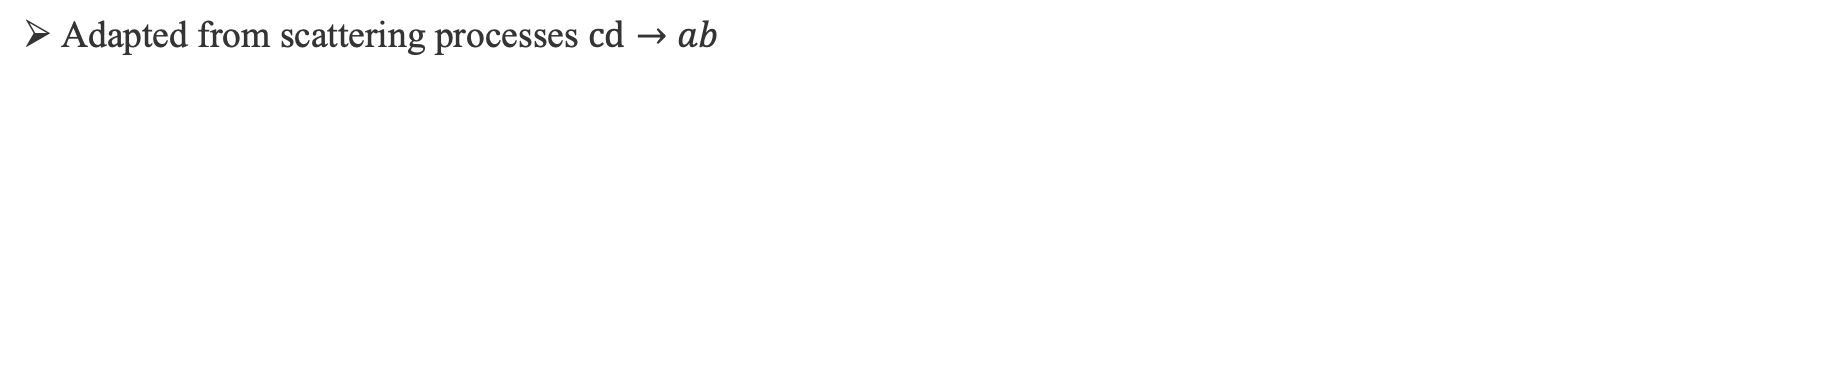 ➢ Adapted from scattering processes cd → ab